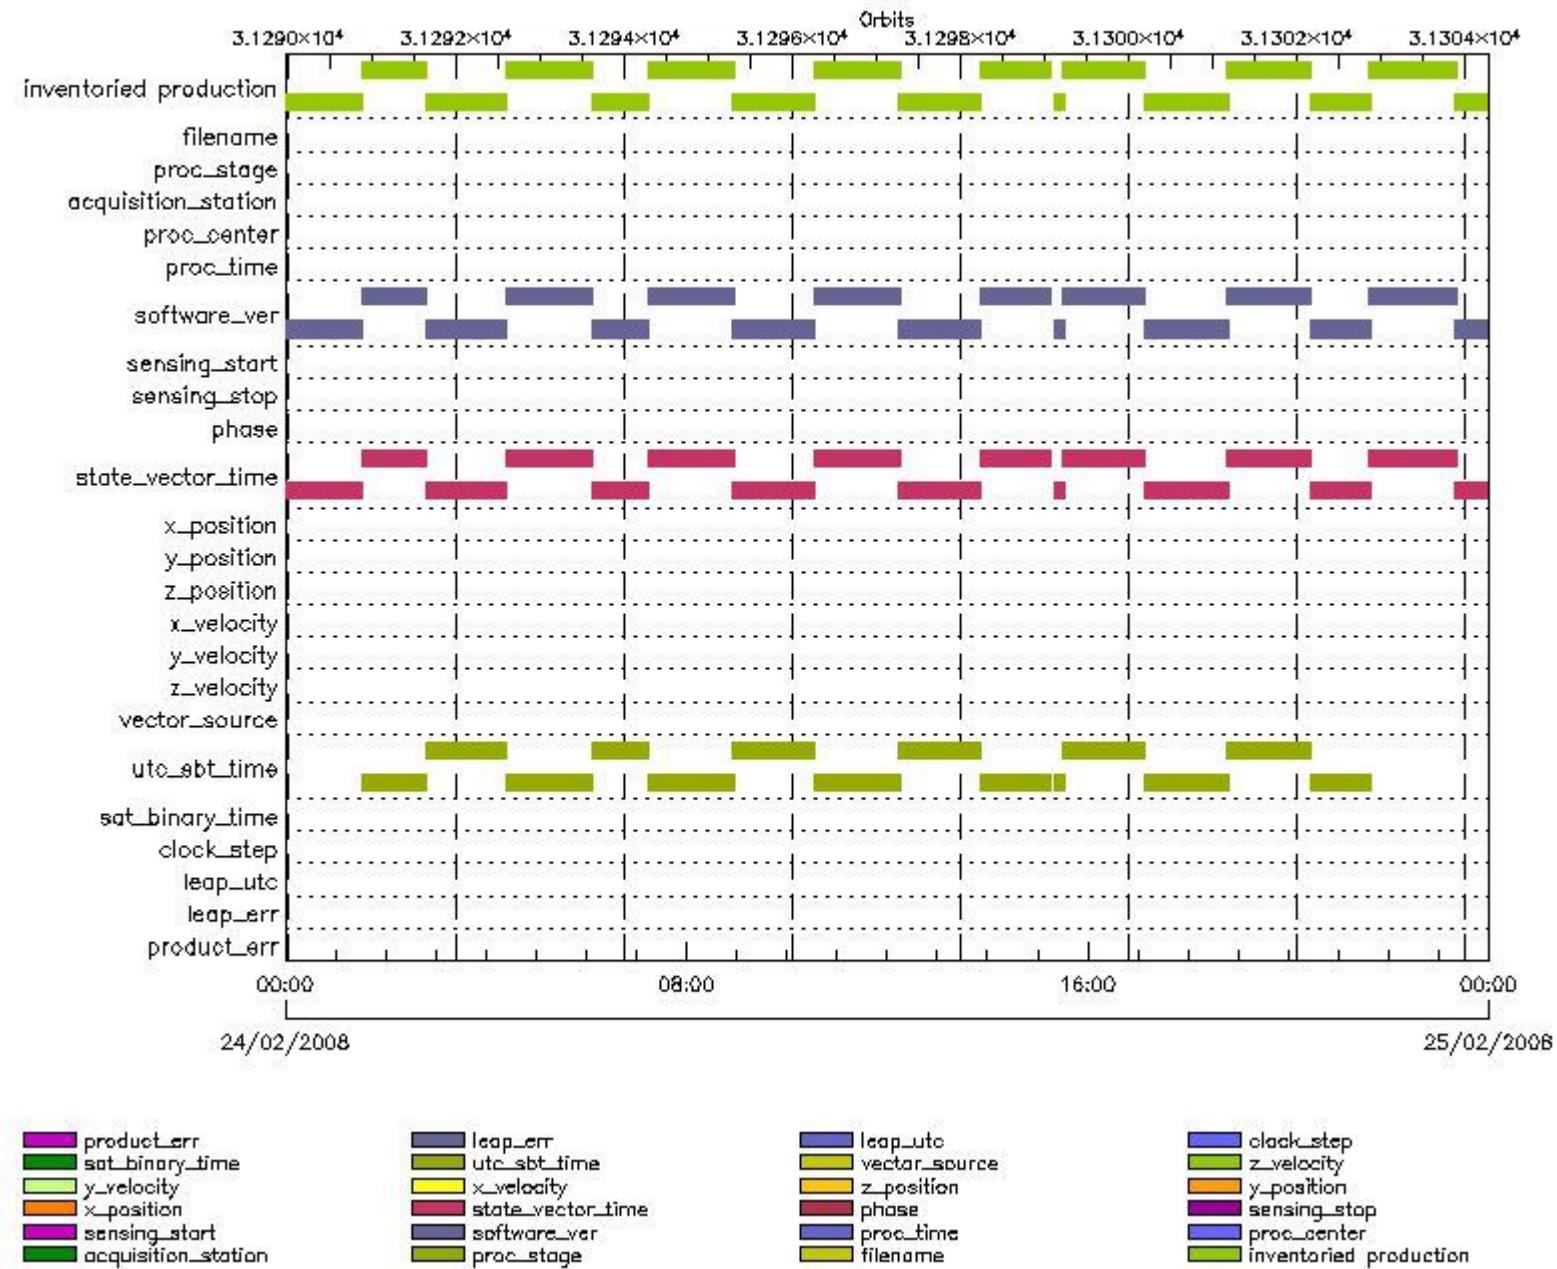 Orbits
3.1290×10⁴ 3.1292×10⁴ 3.1294×10⁴ 3.1296×10⁴ 3.1298×10⁴ 3.1300×10⁴ 3.1302×10⁴ 3.1304×10⁴
inventoried production
filename
proc_stage
acquisition_station
proc_center
proc_time
software_ver
sensing_start
sensing_stop
phase
state_vector_time
x_position
y_position
z_position
x_velocity
y_velocity
z_velocity
vector_source
utc_sbt_time
sat_binary_time
clock_step
leap_utc
leap_err
product_err
00:00 08:00 16:00 00:00
24/02/2008 25/02/2008
product_err leap_err leap_utc clock_step
sat_binary_time utc_sbt_time vector_source z_velocity
y_velocity x_velocity z_position y_position
x_position state_vector_time phase sensing_stop
sensing_start software_ver proc_time proc_center
acquisition_station proc_stage filename inventoried production